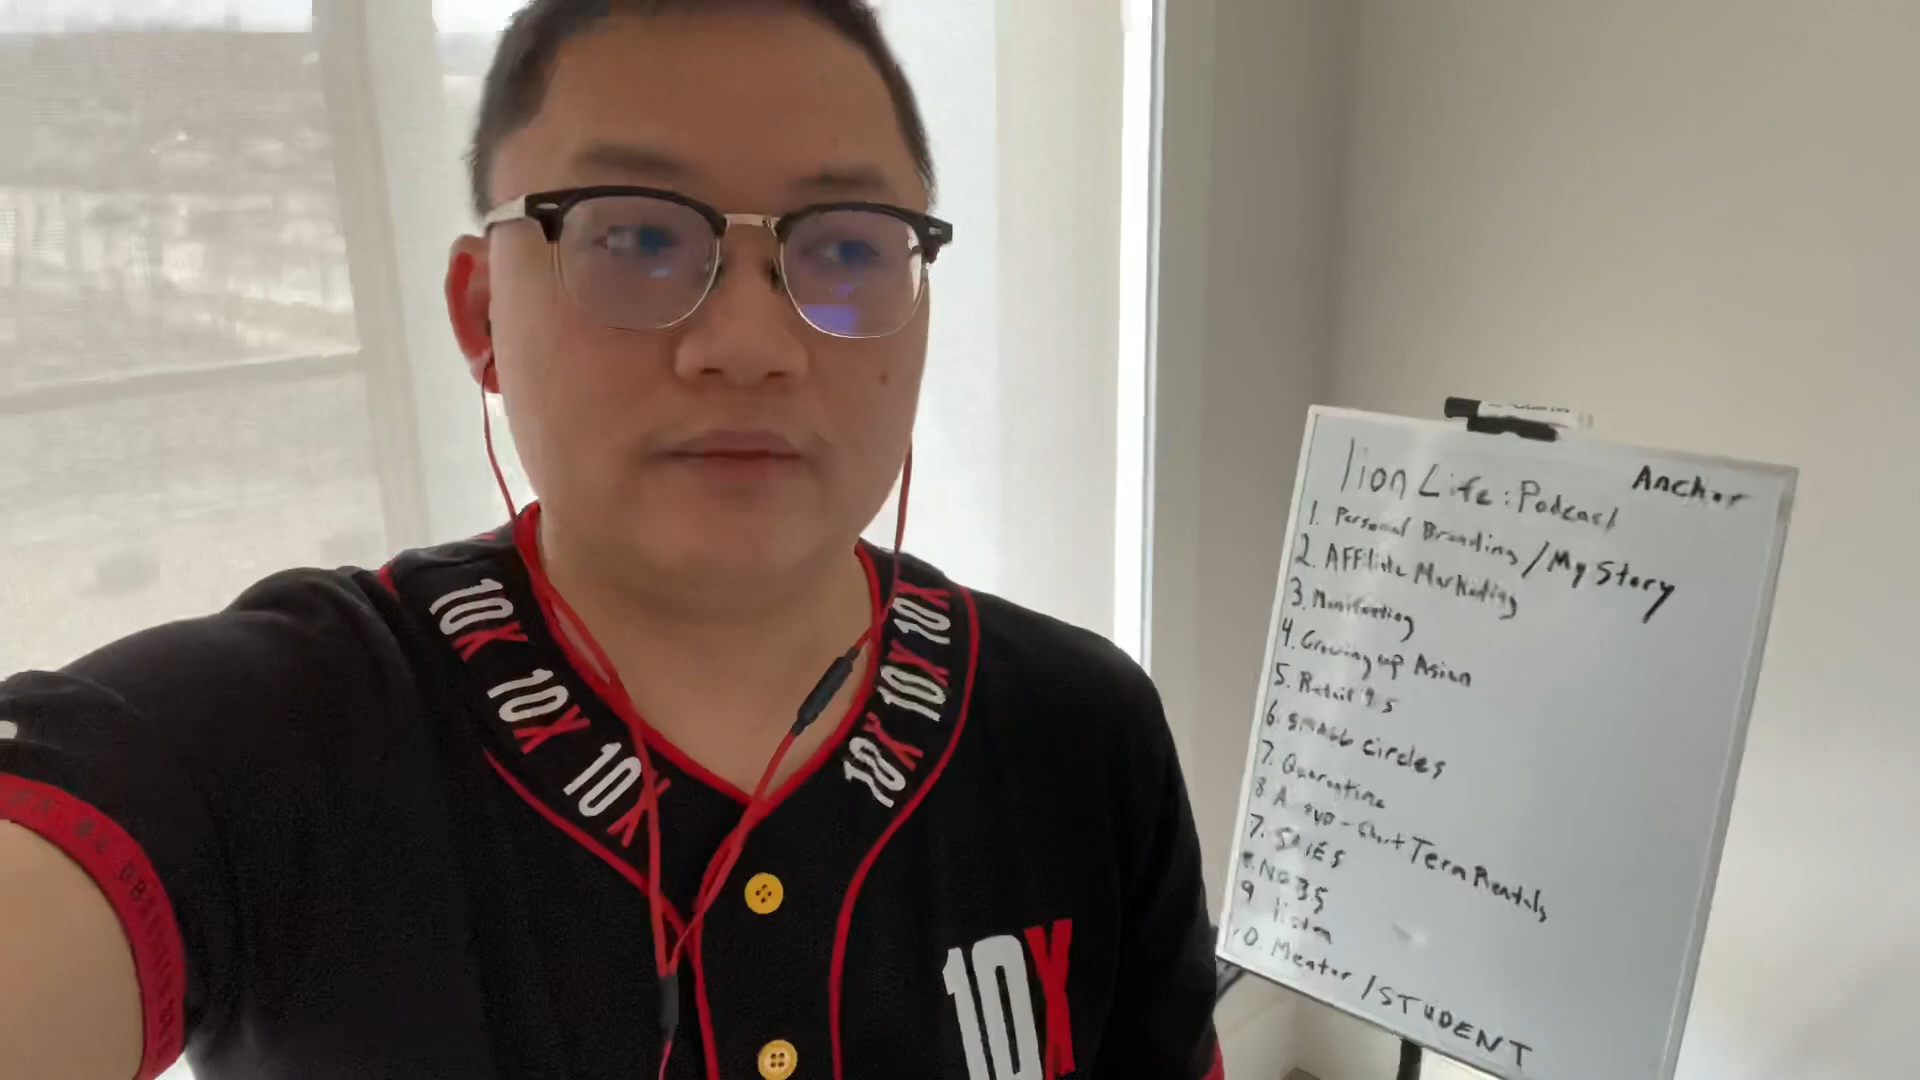 10X
10X
10X
10X
10X
10X
10X
Anchor
lion Life: Podcast
1. Personal Branding / My Story
2. Affiliate Marketing
3. Manifesting
4. Growing up Asian
5. Retail 9 5
6. Small Circles
7. Quarantine
8 - Short Term Rentals
7. SALES
8.
9
0. Mentor / STUDENT